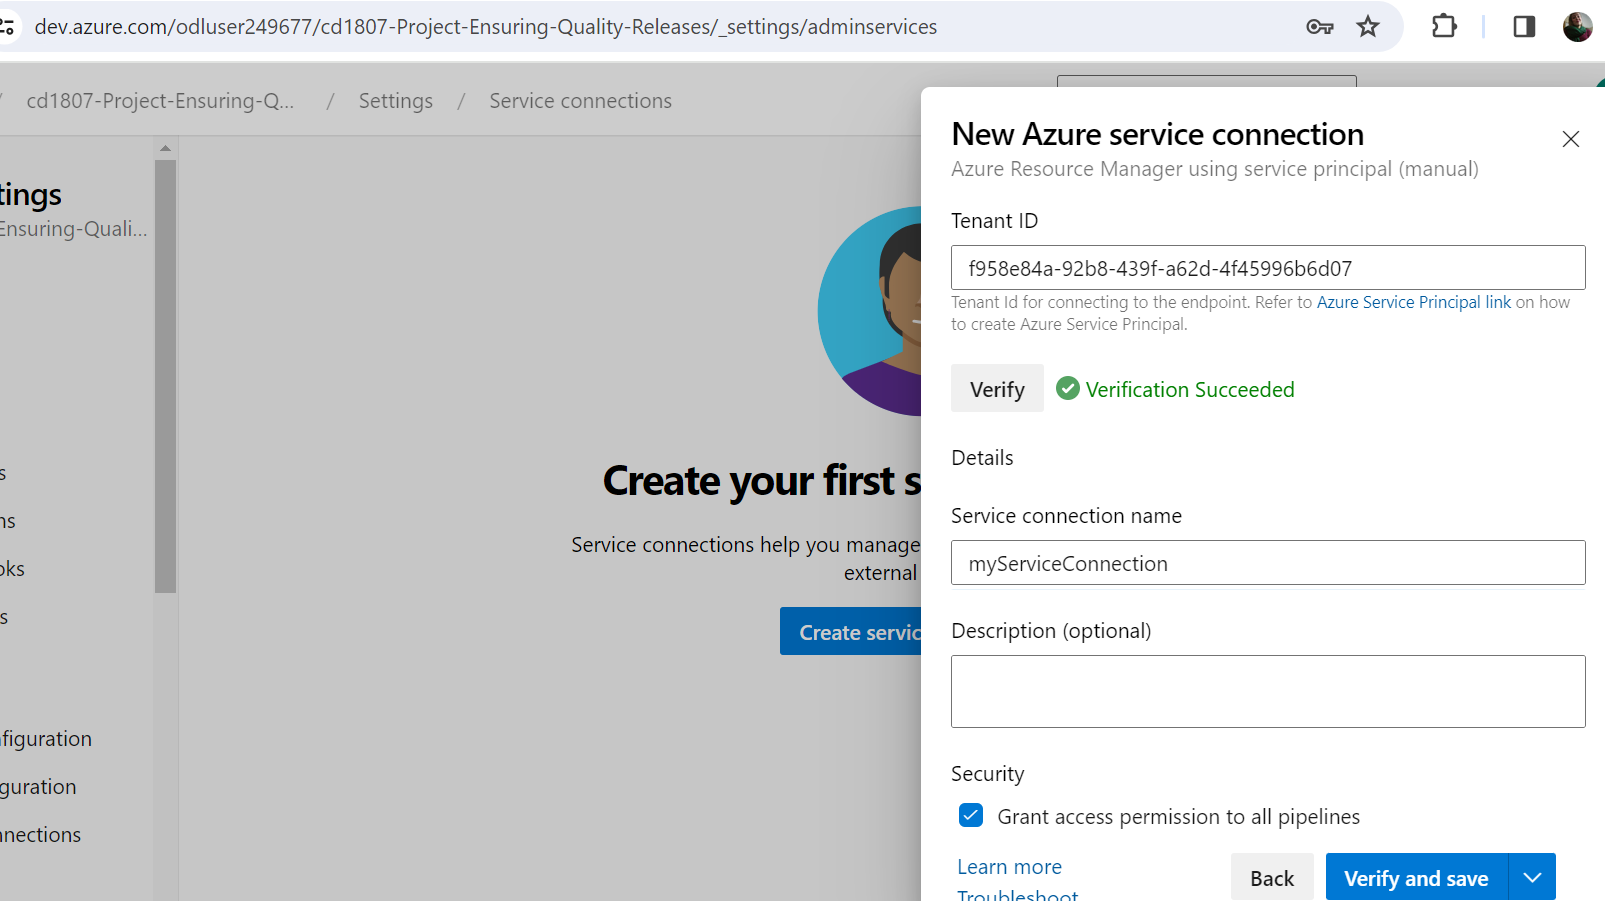 dev.azure.com/odluser249677/cd1807-Project-Ensuring-Quality-Releases/_settings/adminservices
/ cd1807-Project-Ensuring-Q... / Settings / Service connections
tings
Ensuring-Quali...
s
ns
oks
s
figuration
guration
nnections
Create your first s
Service connections help you manage
external
Create servic
New Azure service connection
Azure Resource Manager using service principal (manual)
Tenant ID
f958e84a-92b8-439f-a62d-4f45996b6d07
Tenant Id for connecting to the endpoint. Refer to Azure Service Principal link on how
to create Azure Service Principal.
Verify Verification Succeeded
Details
Service connection name
myServiceConnection
Description (optional)
Security
Grant access permission to all pipelines
Learn more
Troubleshoot
Back Verify and save